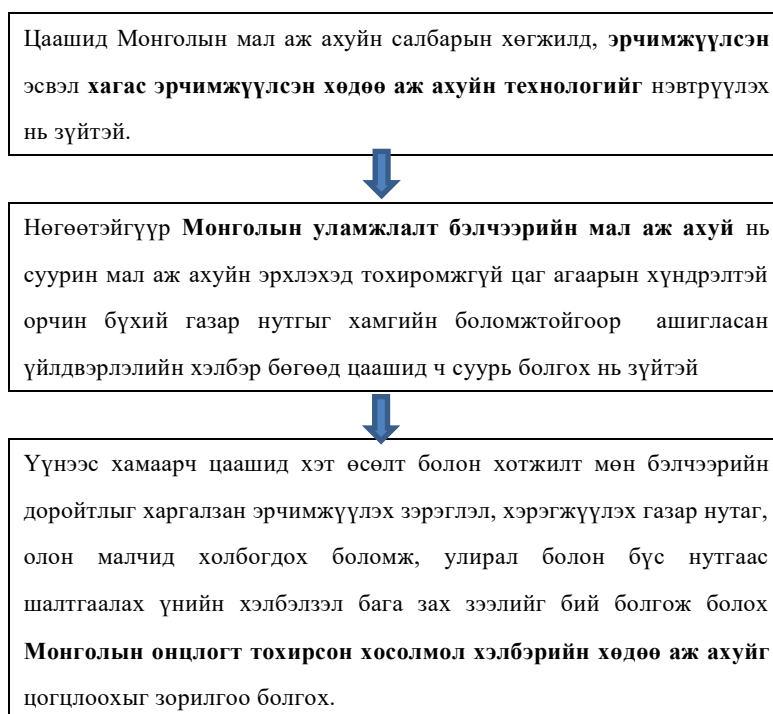 Цаашид Монголын мал аж ахуйн салбарын хөгжилд, эрчимжүүлсэн
эсвэл хагас эрчимжүүлсэн хөдөө аж ахуйн технологийг нэвтрүүлэх
нь зүйтэй.
Нөгөөтэйгүүр Монголын уламжлалт бэлчээрийн мал аж ахуй нь
суурин мал аж ахуйн эрхлэхэд тохиромжгүй цаг агаарын хүндрэлтэй
орчин бүхий газар нутгыг хамгийн боломжтойгоор ашигласан
үйлдвэрлэлийн хэлбэр бөгөөд цаашид ч суурь болгох нь зүйтэй
Үүнээс хамаарч цаашид хэт өсөлт болон хотжилт мөн бэлчээрийн
доройтлыг харгалзан эрчимжүүлэх зэрэглэл, хэрэгжүүлэх газар нутаг,
олон малчид холбогдох боломж, улирал болон бүс нутгаас
шалтгаалах үнийн хэлбэлзэл бага зах зээлийг бий болгож болох
Монголын онцлогт тохирсон хосолмол хэлбэрийн хөдөө аж ахуйг
цогцлоохыг зорилгоо болгох.